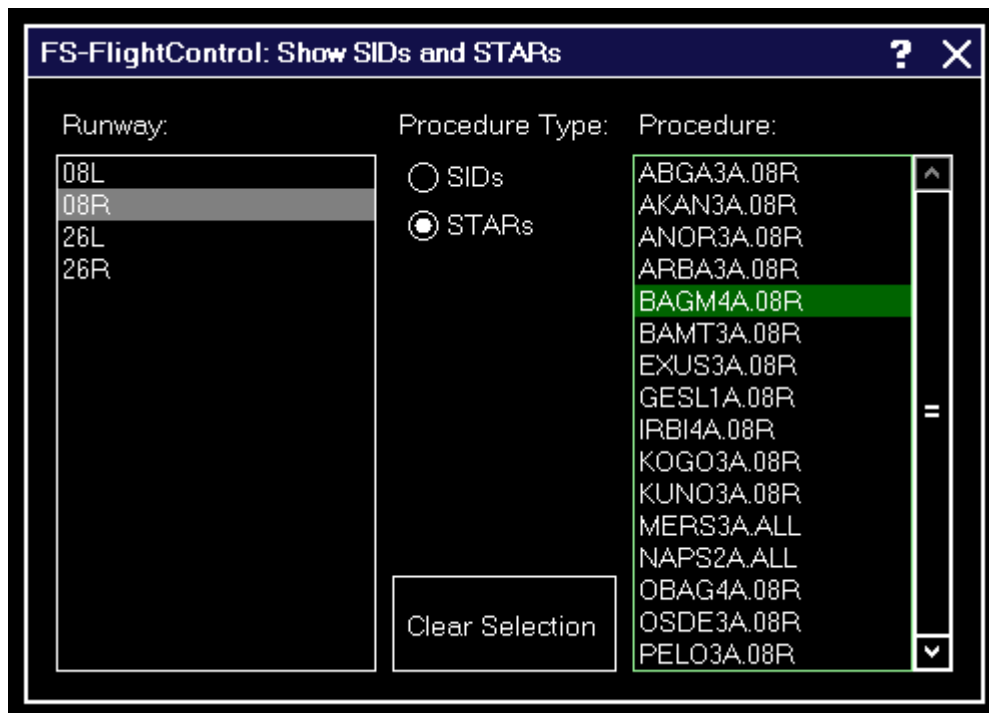 FS-FlightControl: Show SIDs and STARs
?
Runway:
08L
08R
26L
26R
Procedure Type:
SIDs
STARs
Clear Selection
Procedure:
ABGA3A.08R
AKAN3A.08R
ANOR3A.08R
ARBA3A.08R
BAGM4A.08R
BAMT3A.08R
EXUS3A.08R
GESL1A.08R
IRBI4A.08R
KOGO3A.08R
KUNO3A.08R
MERS3A.ALL
NAPS2A.ALL
OBAG4A.08R
OSDE3A.08R
PELO3A.08R